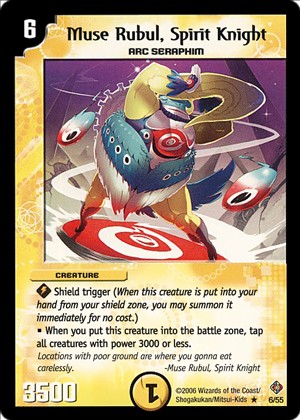 6
Muse Rubul, Spirit Knight
ARC SERAPHIM
CREATURE
Shield trigger (When this creature is put into your
hand from your shield zone, you may summon it
immediately for no cost.)
■ When you put this creature into the battle zone, tap
all creatures with power 3000 or less.
Locations with poor ground are where you gonna eat
carelessly.
-Muse Rubul, Spirit Knight
3500
1
©2006 Wizards of the Coast/
Shogakukan/Mitsui-Kids ★ 6/55